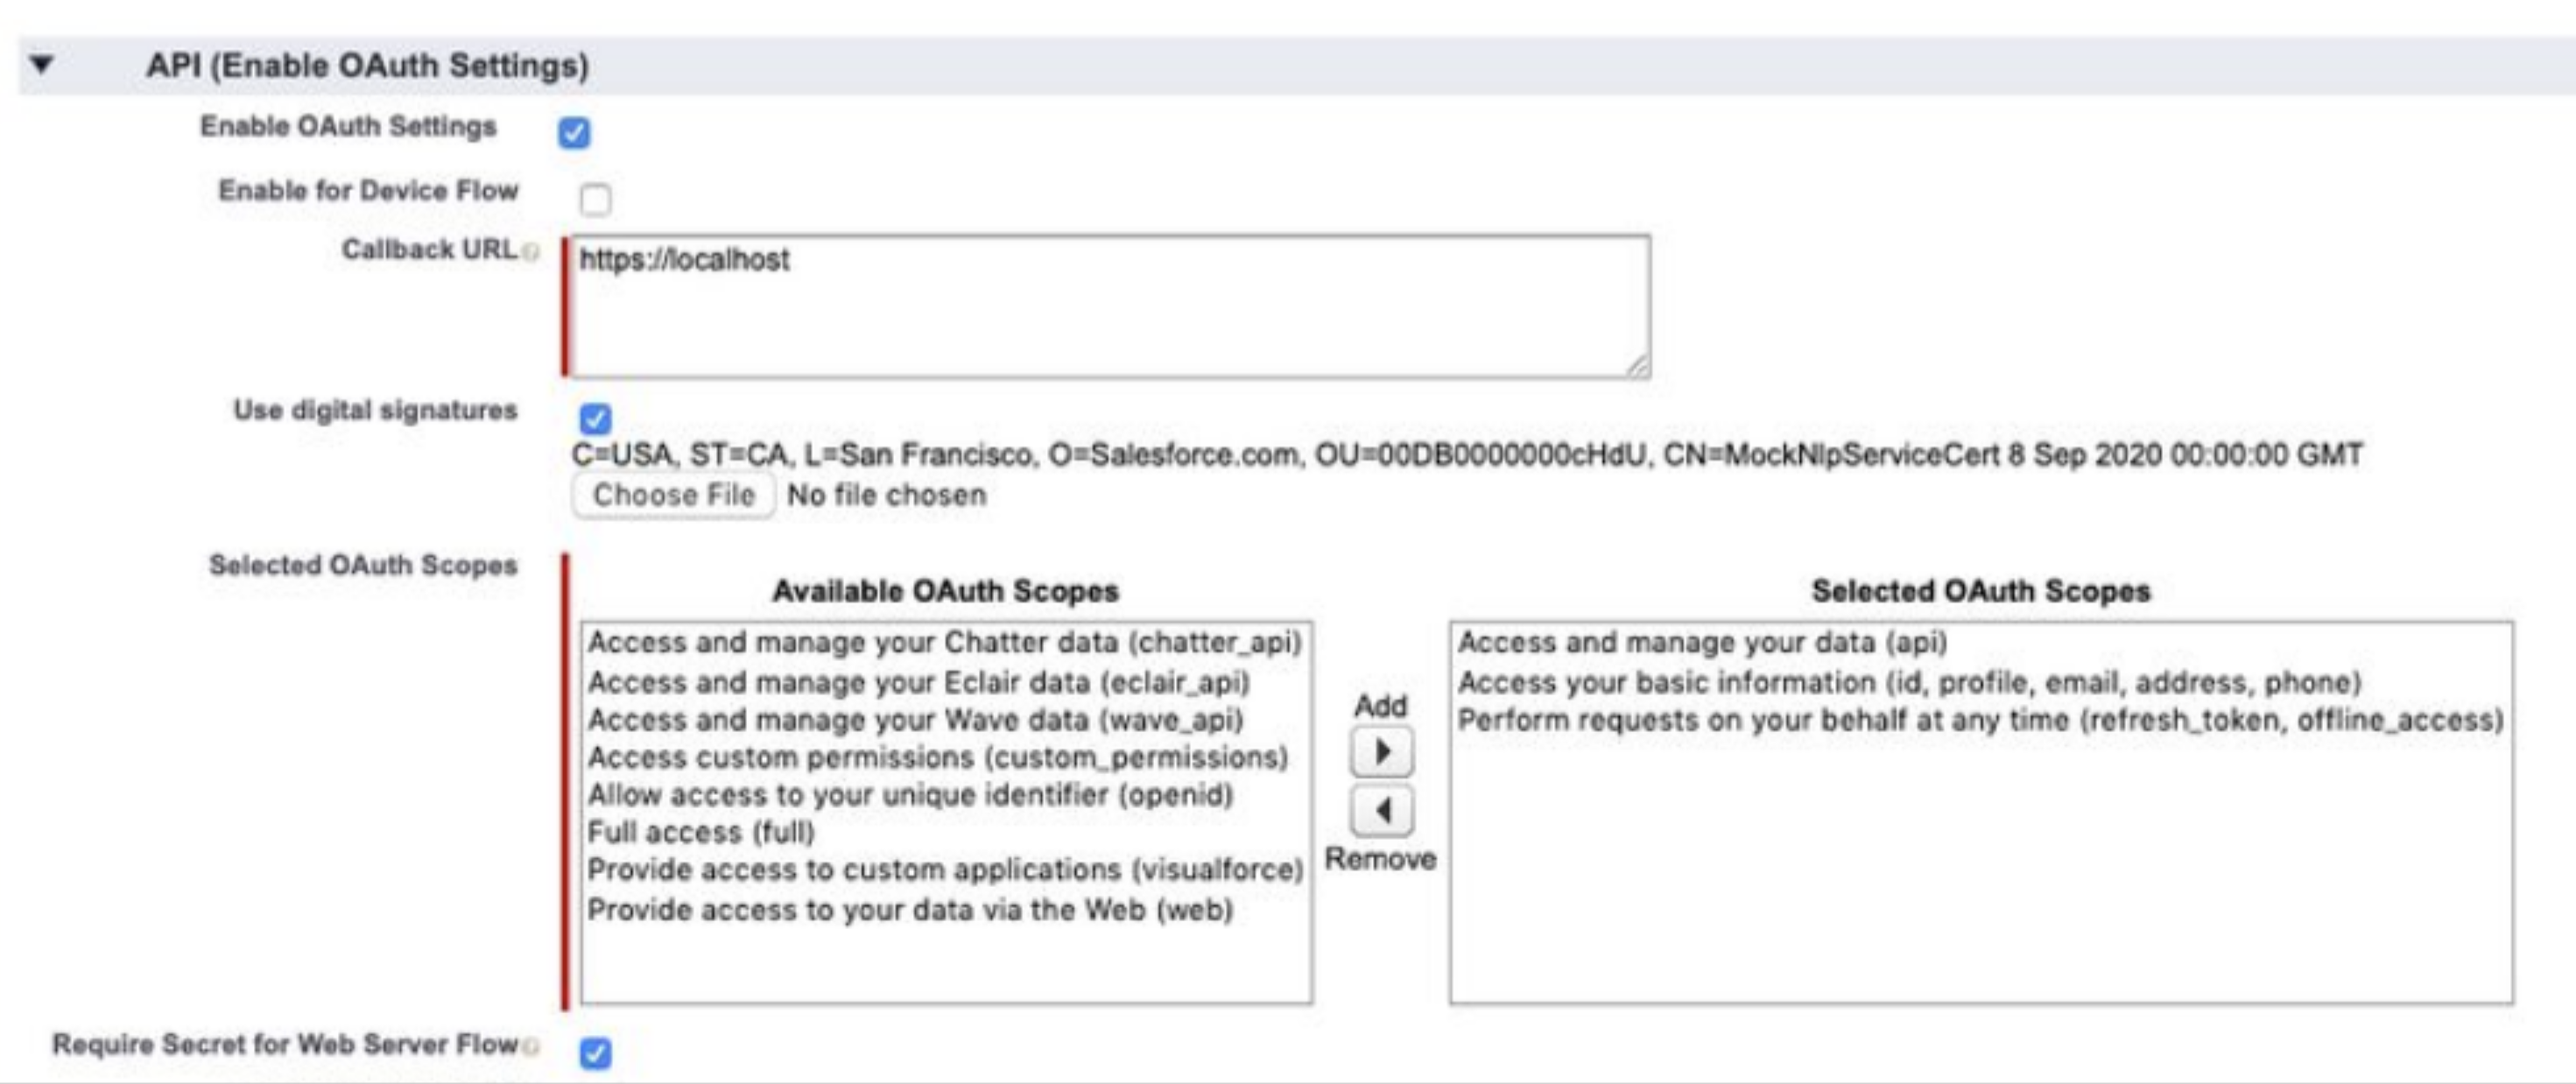 API (Enable OAuth Settings)
Enable OAuth Settings
Enable for Device Flow
Callback URL
https://localhost
Use digital signatures
C=USA, ST=CA, L=San Francisco, O=Salesforce.com, OU=00DB0000000cHdU, CN=MockNlpServiceCert 8 Sep 2020 00:00:00 GMT
Choose File No file chosen
Selected OAuth Scopes
Available OAuth Scopes
Access and manage your Chatter data (chatter_api)
Access and manage your Eclair data (eclair_api)
Access and manage your Wave data (wave_api)
Access custom permissions (custom_permissions)
Allow access to your unique identifier (openid)
Full access (full)
Provide access to custom applications (visualforce)
Provide access to your data via the Web (web)
Add
Remove
Selected OAuth Scopes
Access and manage your data (api)
Access your basic information (id, profile, email, address, phone)
Perform requests on your behalf at any time (refresh_token, offline_access)
Require Secret for Web Server Flow